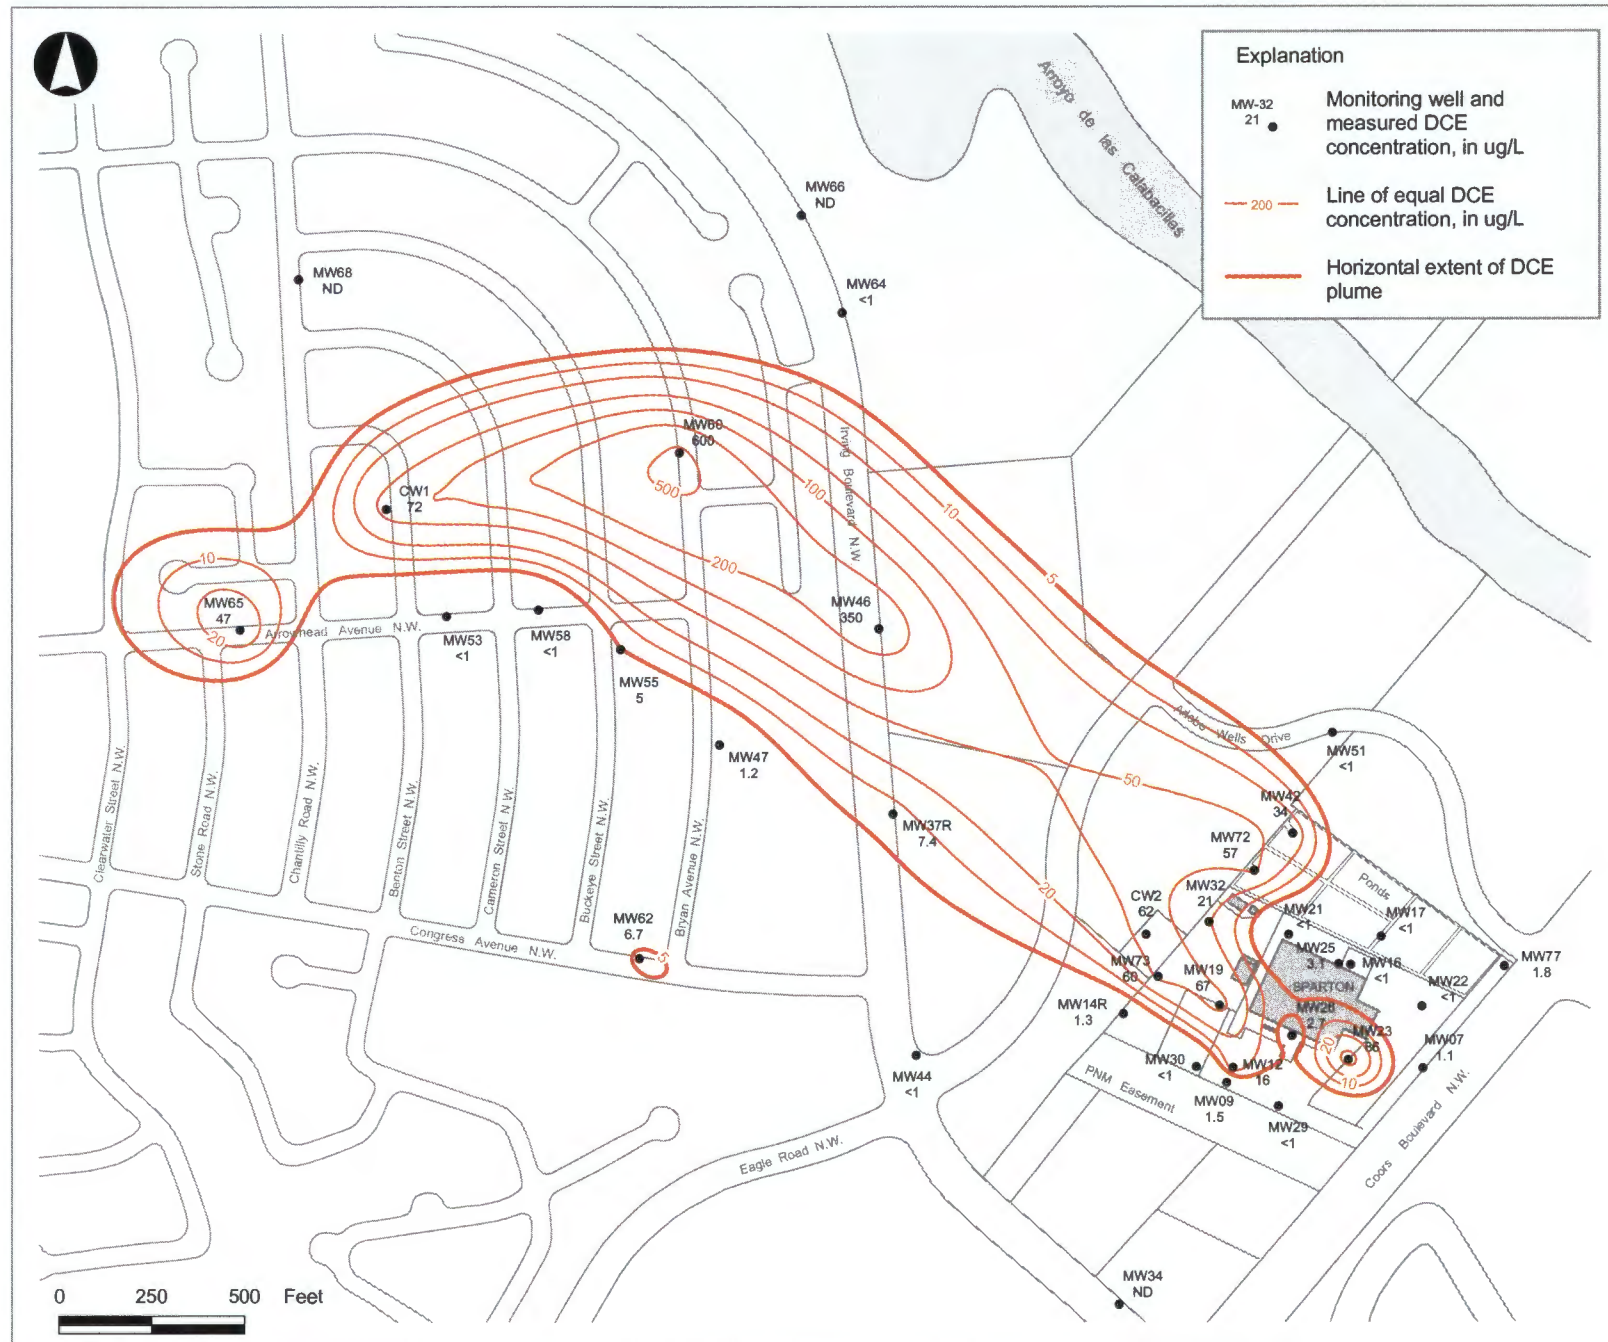 Explanation
MW-32
21
Monitoring well and
measured DCE
concentration, in ug/L
200
Line of equal DCE
concentration, in ug/L
Horizontal extent of DCE
plume
Arroyo de las Calabacillas
MW66
ND
MW68
ND
MW64
<1
MW60
600
500
CW1
72
100
10
Irving Boulevard N.W.
10
200
5
MW65
47
20
Arrowhead Avenue N.W.
MW53
<1
MW58
<1
MW46
350
MW55
5
MW47
1.2
Wells Drive
MW51
<1
50
MW42
34
MW37R
7.4
MW72
57
Clearwater Street N.W.
Stone Road N.W.
Chantilly Road N.W.
Benton Street N.W.
Cameron Street N.W.
Buckeye Street N.W.
Bryan Avenue N.W.
20
Ponds
MW32
21
CW2
62
MW21
<1
MW17
<1
MW62
6.7
5
Congress Avenue N.W.
MW25
3.1
MW16
<1
MW77
1.8
MW73
60
MW19
67
SPARTON
MW22
<1
MW14R
1.3
MW26
2.7
MW23
86
20
10
MW07
1.1
MW30
<1
MW12
16
MW44
<1
PNM Easement
MW09
1.5
MW29
<1
Eagle Road N.W.
Coors Boulevard N.W.
MW34
ND
0 250 500 Feet